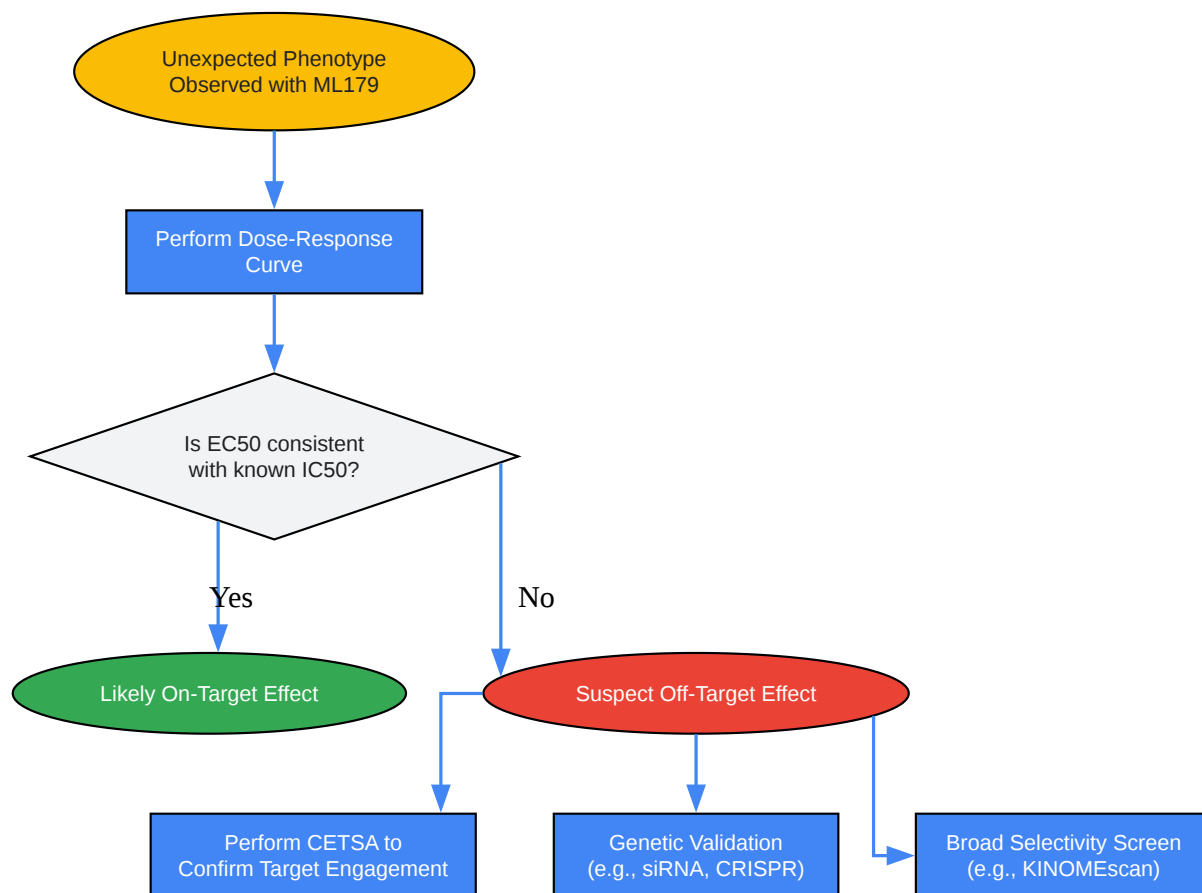 Unexpected Phenotype
Observed with ML179
Perform Dose-Response
Curve
Is EC50 consistent
with known IC50?
Yes
No
Likely On-Target Effect
Suspect Off-Target Effect
Perform CETSA to
Confirm Target Engagement
Genetic Validation
(e.g., siRNA, CRISPR)
Broad Selectivity Screen
(e.g., KINOMEscan)